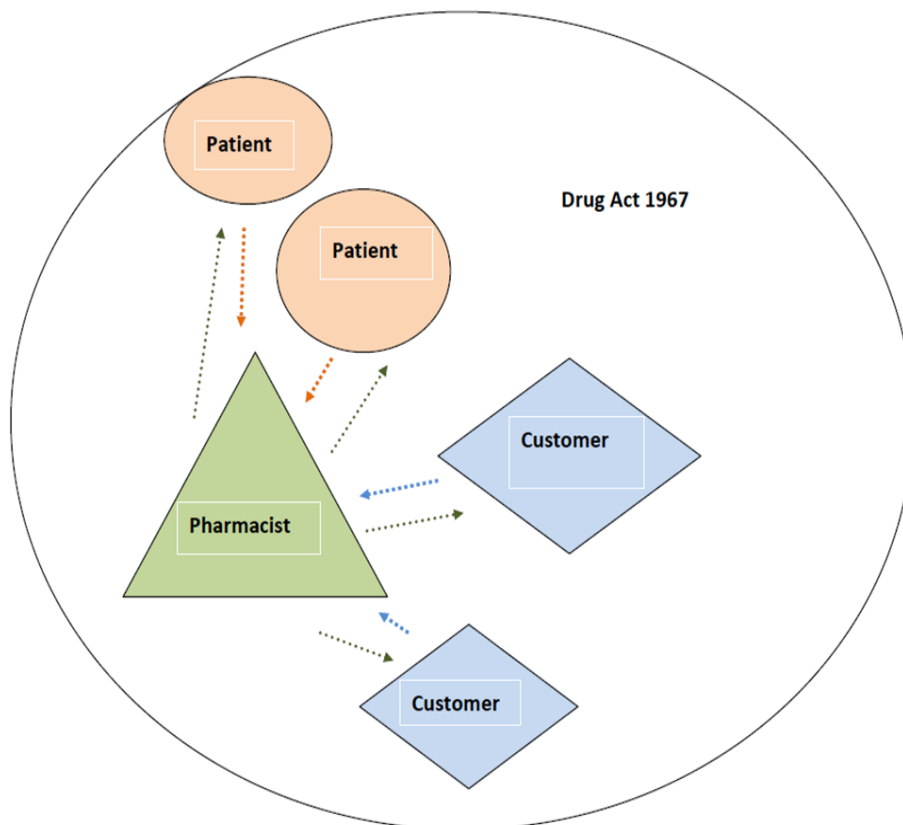 Patient
Drug Act 1967
Patient
Customer
Pharmacist
Customer